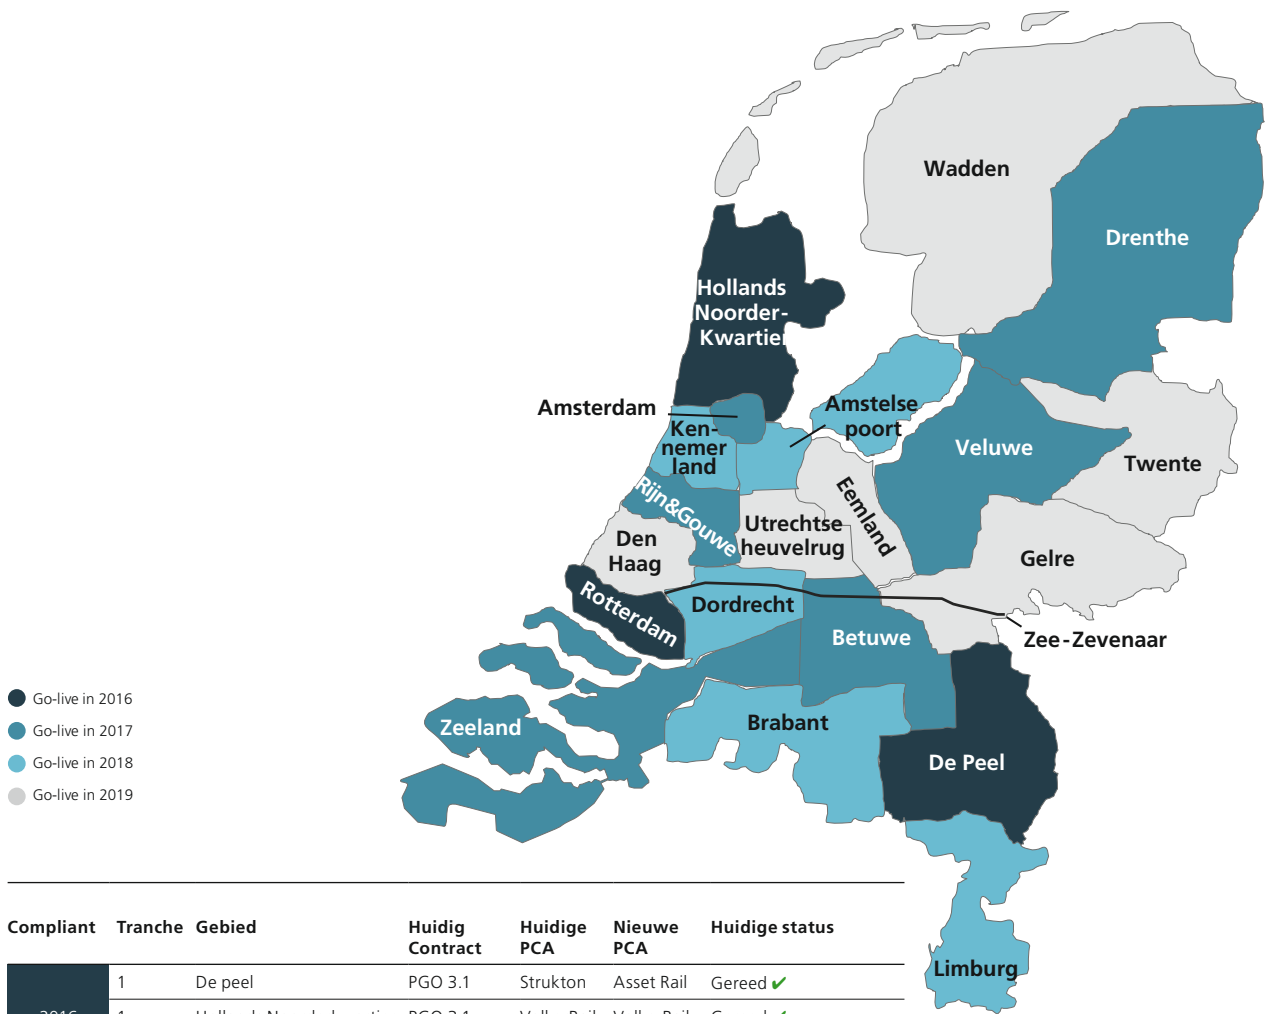 Wadden
Drenthe
Hollands
Noorder-
Kwartier
Amsterdam
Amstelse
poort
Ken-
nemer
land
Veluwe
Twente
Rijn&Gouwe
Eemland
Utrechtse
heuvelrug
Den
Haag
Gelre
Rotterdam
Dordrecht
Betuwe
Zee-Zevenaar
Go-live in 2016
Go-live in 2017
Go-live in 2018
Go-live in 2019
Zeeland
Brabant
De Peel
Limburg
Compliant Tranche Gebied Huidig Huidige Nieuwe Huidige status
Contract PCA PCA
1 De peel PGO 3.1 Strukton Asset Rail Gereed ✔